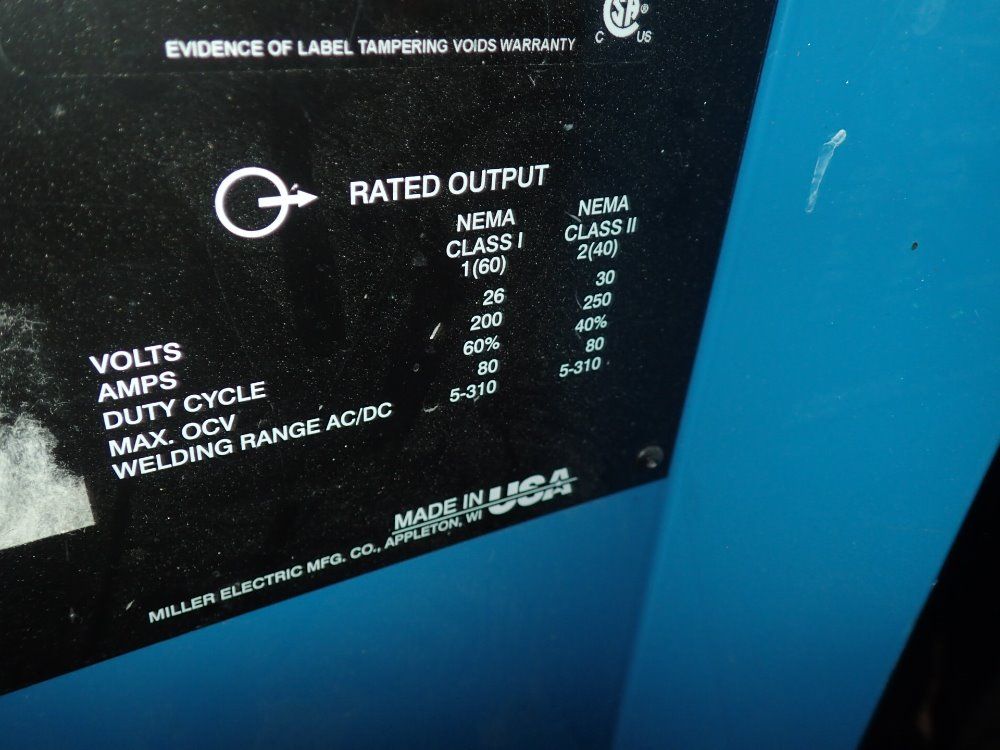 SA®
C US
EVIDENCE OF LABEL TAMPERING VOIDS WARRANTY
RATED OUTPUT
NEMA NEMA
CLASS I CLASS II
1(60) 2(40)
VOLTS 26 30
AMPS 200 250
DUTY CYCLE 60% 40%
MAX. OCV 80 80
WELDING RANGE AC/DC 5-310 5-310
MADE IN USA
MILLER ELECTRIC MFG. CO., APPLETON, WI